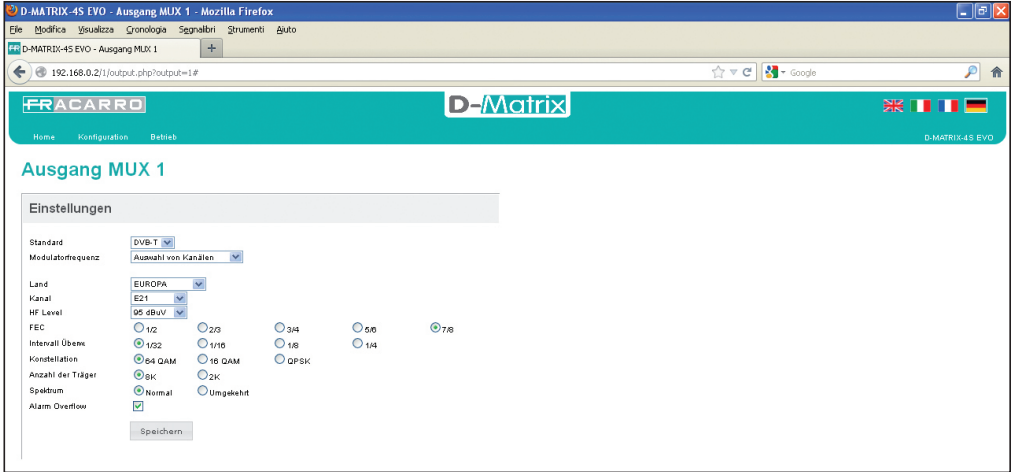 D-MATRIX-4S EVO - Ausgang MUX 1 - Mozilla Firefox
File Modifica Visualizza Cronologia Segnalibri Strumenti Aiuto
FR D-MATRIX-4S EVO - Ausgang MUX 1 +
192.168.0.2/1/output.php?output=1# Google
FRACARRO D-Matrix
Home Konfiguration Betrieb D-MATRIX-4S EVO
Ausgang MUX 1
Einstellungen
Standard DVB-T
Modulatorfrequenz Auswahl von Kanälen
Land EUROPA
Kanal E21
HF Level 95 dBuV
FEC 1/2 2/3 3/4 5/6 7/8
Intervall Überw 1/32 1/16 1/8 1/4
Konstellation 64 QAM 16 QAM QPSK
Anzahl der Träger 8K 2K
Spektrum Normal Umgekehrt
Alarm Overflow
Speichern